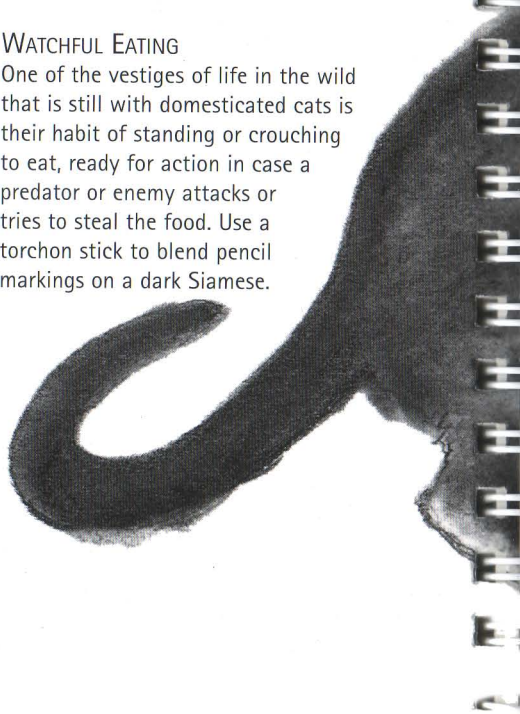 WATCHFUL EATING
One of the vestiges of life in the wild
that is still with domesticated cats is
their habit of standing or crouching
to eat, ready for action in case a
predator or enemy attacks or
tries to steal the food. Use a
torchon stick to blend pencil
markings on a dark Siamese.